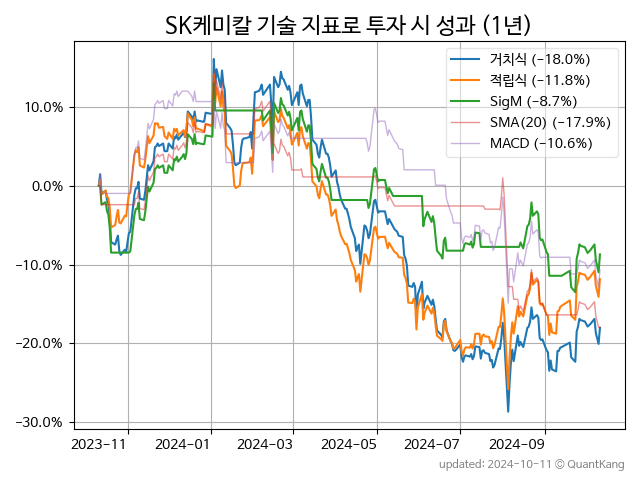 SK케미칼 기술 지표로 투자 시 성과 (1년)
거치식 (−18.0%)
적립식 (−11.8%)
SigM (−8.7%)
SMA(20) (−17.9%)
MACD (−10.6%)
10.0%
0.0%
−10.0%
−20.0%
−30.0%
2023-11 2024-01 2024-03 2024-05 2024-07 2024-09
updated: 2024-10-11 © QuantKang